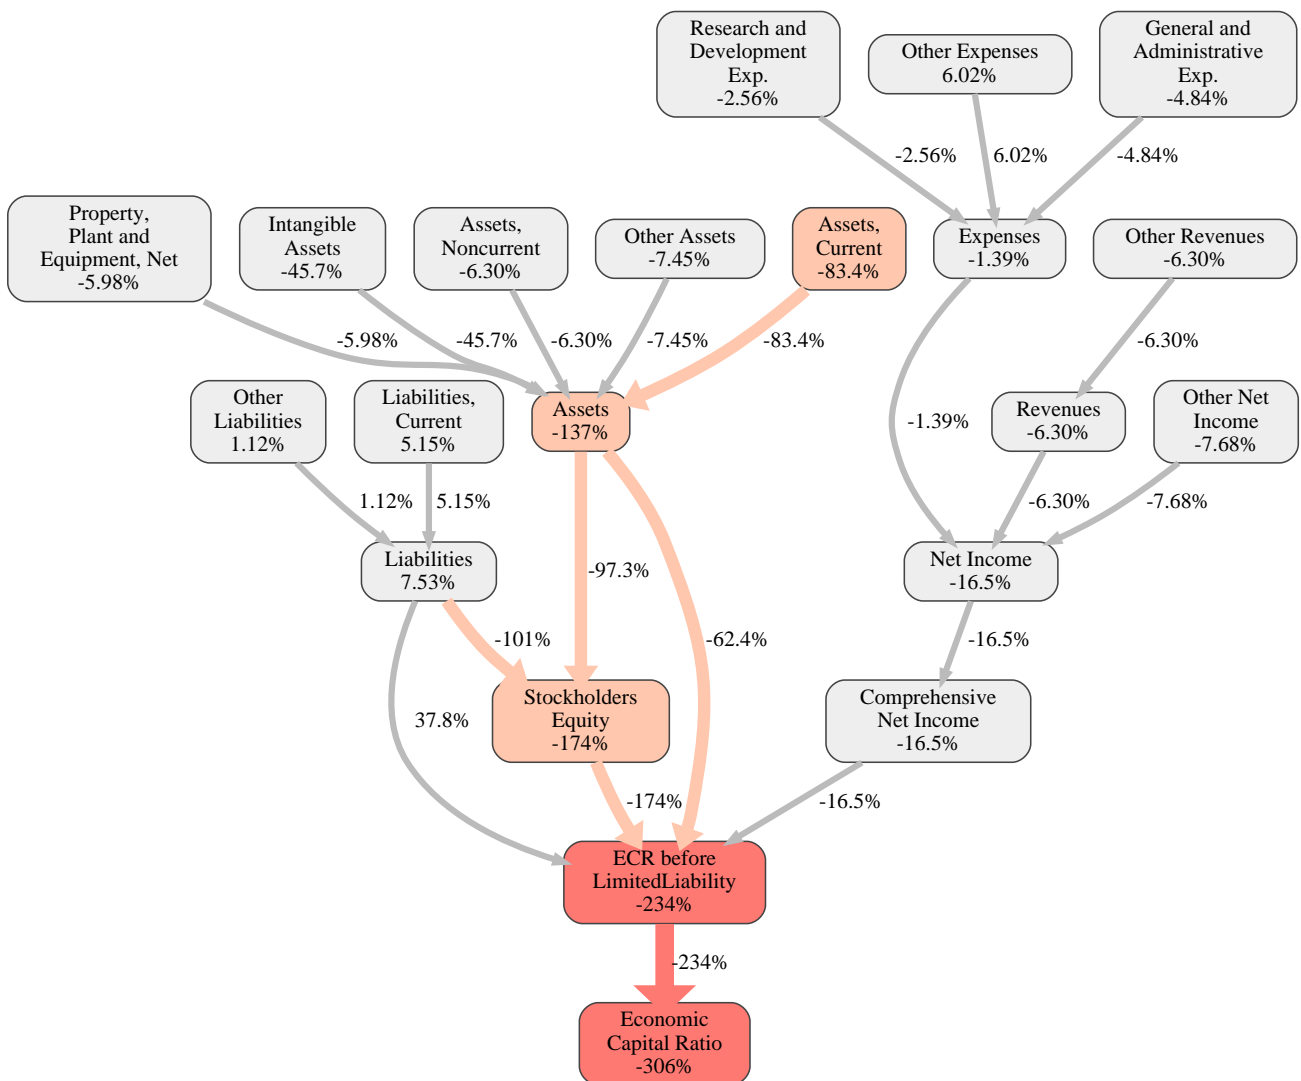 Research and
Development
Exp.
-2.56%
Other Expenses
6.02%
General and
Administrative
Exp.
-4.84%
-2.56%
6.02%
-4.84%
Property,
Plant and
Equipment, Net
-5.98%
Intangible
Assets
-45.7%
Assets,
Noncurrent
-6.30%
Other Assets
-7.45%
Assets,
Current
-83.4%
Expenses
-1.39%
Other Revenues
-6.30%
-5.98%
-45.7%
-6.30%
-7.45%
-83.4%
-6.30%
Other
Liabilities
1.12%
Liabilities,
Current
5.15%
Assets
-137%
-1.39%
Revenues
-6.30%
Other Net
Income
-7.68%
1.12%
5.15%
-6.30%
-7.68%
Liabilities
7.53%
-97.3%
Net Income
-16.5%
-101%
-62.4%
-16.5%
Stockholders
Equity
-174%
37.8%
Comprehensive
Net Income
-16.5%
-174%
-16.5%
ECR before
LimitedLiability
-234%
-234%
Economic
Capital Ratio
-306%